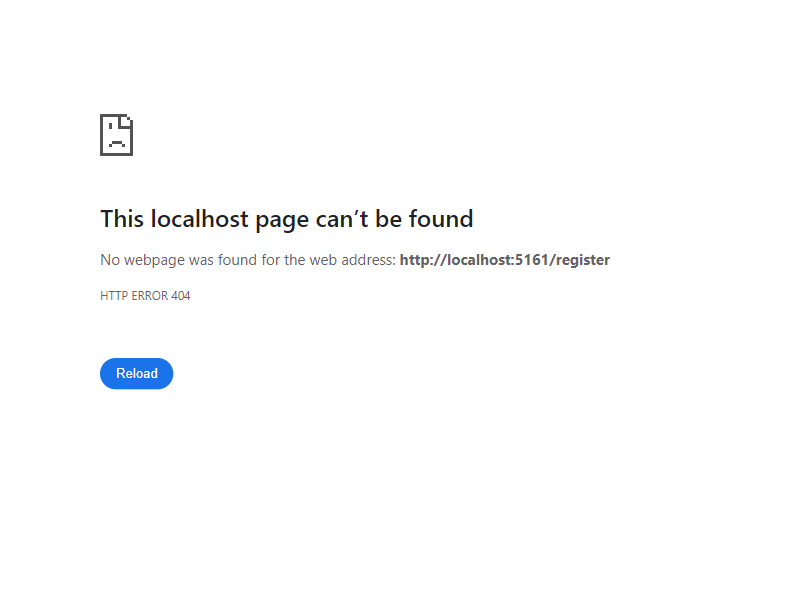 This localhost page can’t be found
No webpage was found for the web address: http://localhost:5161/register
HTTP ERROR 404
Reload